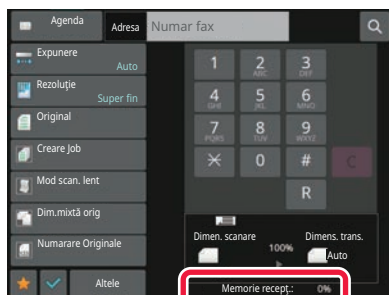 Agenda
Adresa
Numar fax
Expunere
Auto
Rezoluție
Super fin
Original
Creare Job
Mod scan. lent
Dim.mixtă orig
Numarare Originale
Altele
1
2
ABC
3
DEF
4
GHI
5
JKL
6
MNO
7
PQRS
8
TUV
9
WXYZ
0
#
C
R
Dimen. scanare
100%
Dimens. trans.
Auto
Memorie recepț.: 0%